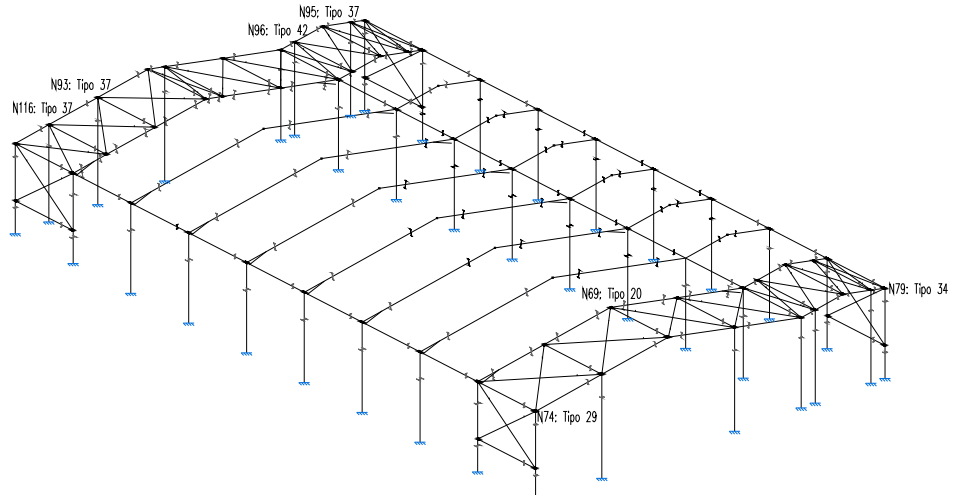 N95; Tipo 37
N96; Tipo 42
N93; Tipo 37
N116; Tipo 37
N79: Tipo 34
N69; Tipo 20
N74: Tipo 29